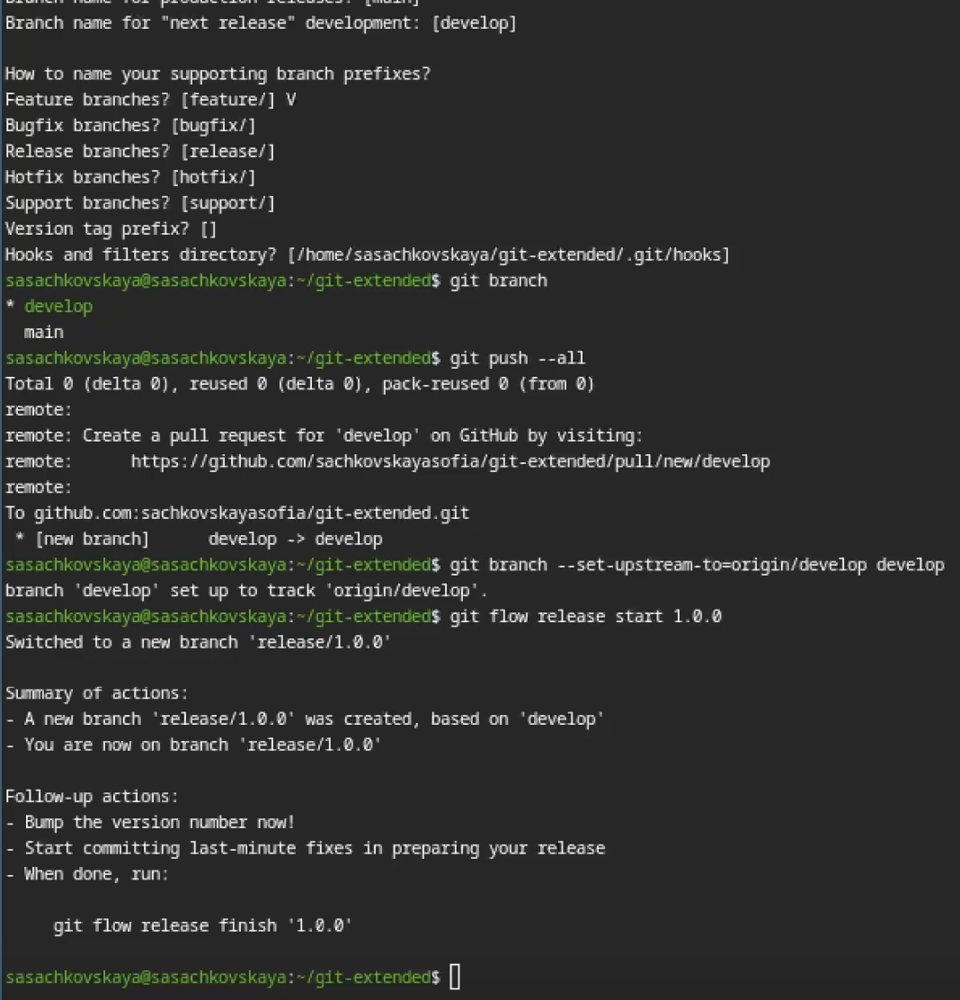 Branch name for production releases: [main]
Branch name for "next release" development: [develop]
How to name your supporting branch prefixes?
Feature branches? [feature/] V
Bugfix branches? [bugfix/]
Release branches? [release/]
Hotfix branches? [hotfix/]
Support branches? [support/]
Version tag prefix? []
Hooks and filters directory? [/home/sasachkovskaya/git-extended/.git/hooks]
sasachkovskaya@sasachkovskaya:~/git-extended$ git branch
* develop
  main
sasachkovskaya@sasachkovskaya:~/git-extended$ git push --all
Total 0 (delta 0), reused 0 (delta 0), pack-reused 0 (from 0)
remote:
remote: Create a pull request for 'develop' on GitHub by visiting:
remote:      https://github.com/sachkovskayasofia/git-extended/pull/new/develop
remote:
To github.com:sachkovskayasofia/git-extended.git
 * [new branch]      develop -> develop
sasachkovskaya@sasachkovskaya:~/git-extended$ git branch --set-upstream-to=origin/develop develop
branch 'develop' set up to track 'origin/develop'.
sasachkovskaya@sasachkovskaya:~/git-extended$ git flow release start 1.0.0
Switched to a new branch 'release/1.0.0'
Summary of actions:
- A new branch 'release/1.0.0' was created, based on 'develop'
- You are now on branch 'release/1.0.0'
Follow-up actions:
- Bump the version number now!
- Start committing last-minute fixes in preparing your release
- When done, run:
     git flow release finish '1.0.0'
sasachkovskaya@sasachkovskaya:~/git-extended$